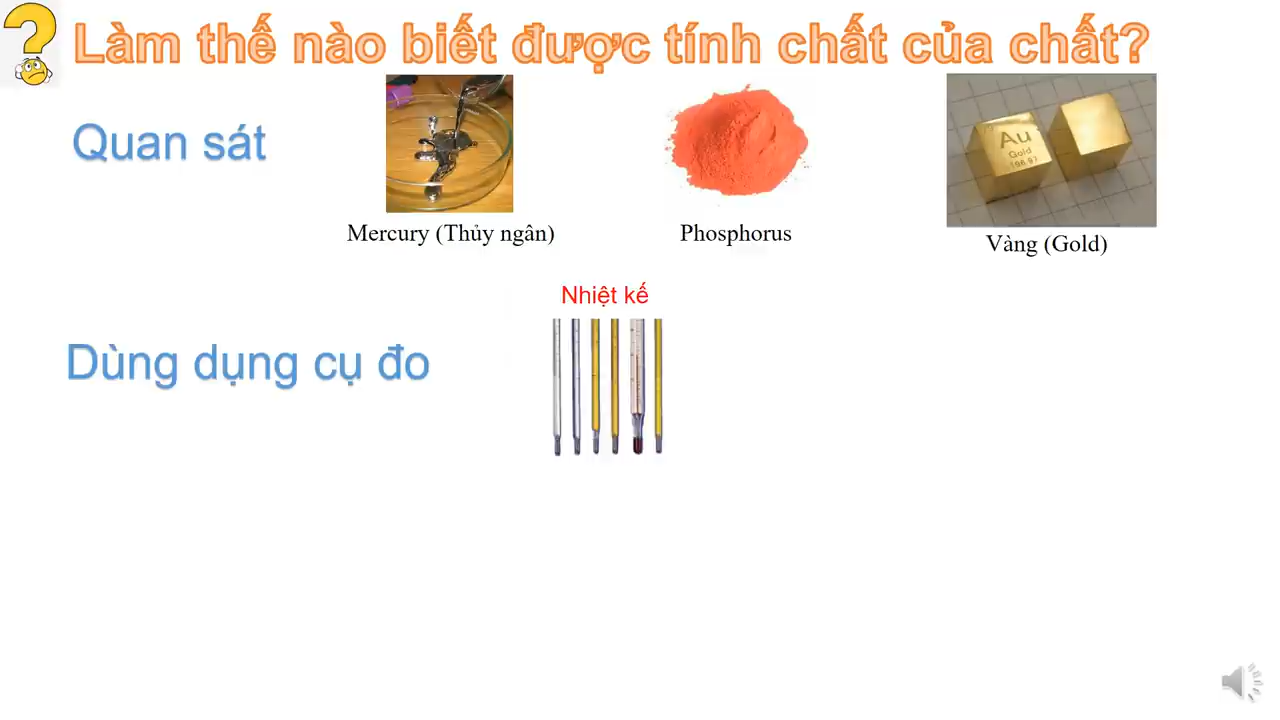 Làm thế nào biết được tính chất của chất?
Quan sát
Au
Gold
196.97
Mercury (Thủy ngân)
Phosphorus
Vàng (Gold)
Nhiệt kế
Dùng dụng cụ đo